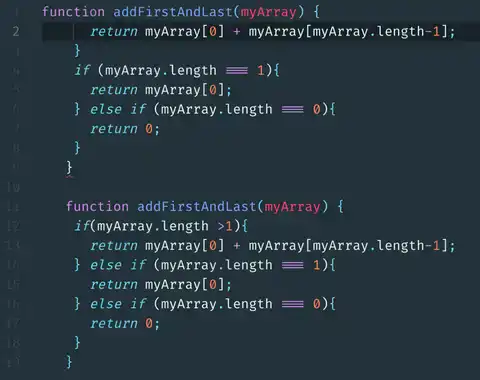 1 function addFirstAndLast(myArray) {
2 return myArray[0] + myArray[myArray.length-1];
3 }
4 if (myArray.length === 1){
5 return myArray[0];
6 } else if (myArray.length === 0){
7 return 0;
8 }
9 }
10
11 function addFirstAndLast(myArray) {
12 if(myArray.length >1){
13 return myArray[0] + myArray[myArray.length-1];
14 } else if (myArray.length === 1){
15 return myArray[0];
16 } else if (myArray.length === 0){
17 return 0;
18 }
19 }